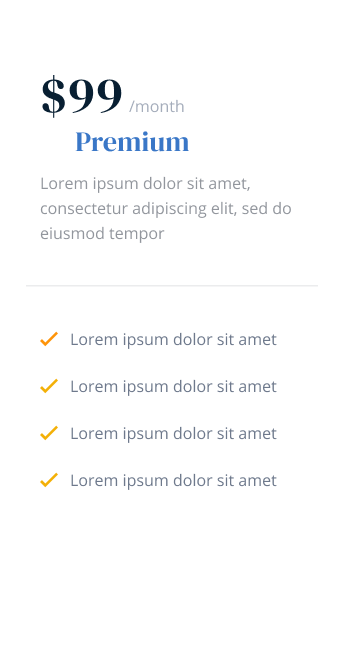 $99 /month
Premium
Lorem ipsum dolor sit amet,
consectetur adipiscing elit, sed do
eiusmod tempor
Lorem ipsum dolor sit amet
Lorem ipsum dolor sit amet
Lorem ipsum dolor sit amet
Lorem ipsum dolor sit amet